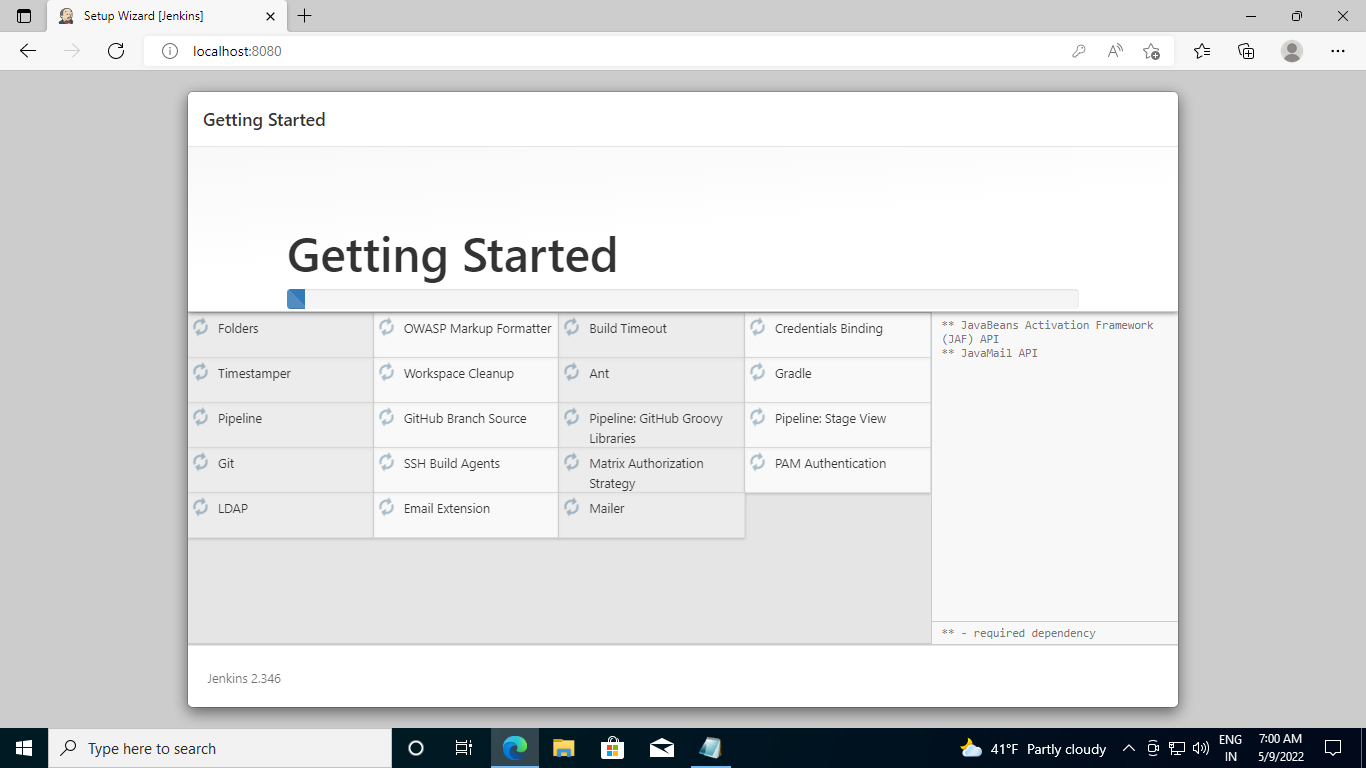 Setup Wizard [Jenkins]
localhost:8080
Getting Started
Getting Started
Folders
OWASP Markup Formatter
Build Timeout
Credentials Binding
** JavaBeans Activation Framework
(JAF) API
** JavaMail API
Timestamper
Workspace Cleanup
Ant
Gradle
Pipeline
GitHub Branch Source
Pipeline: GitHub Groovy
Libraries
Pipeline: Stage View
Git
SSH Build Agents
Matrix Authorization
Strategy
PAM Authentication
LDAP
Email Extension
Mailer
** - required dependency
Jenkins 2.346
Type here to search
41°F Partly cloudy
ENG
IN
7:00 AM
5/9/2022